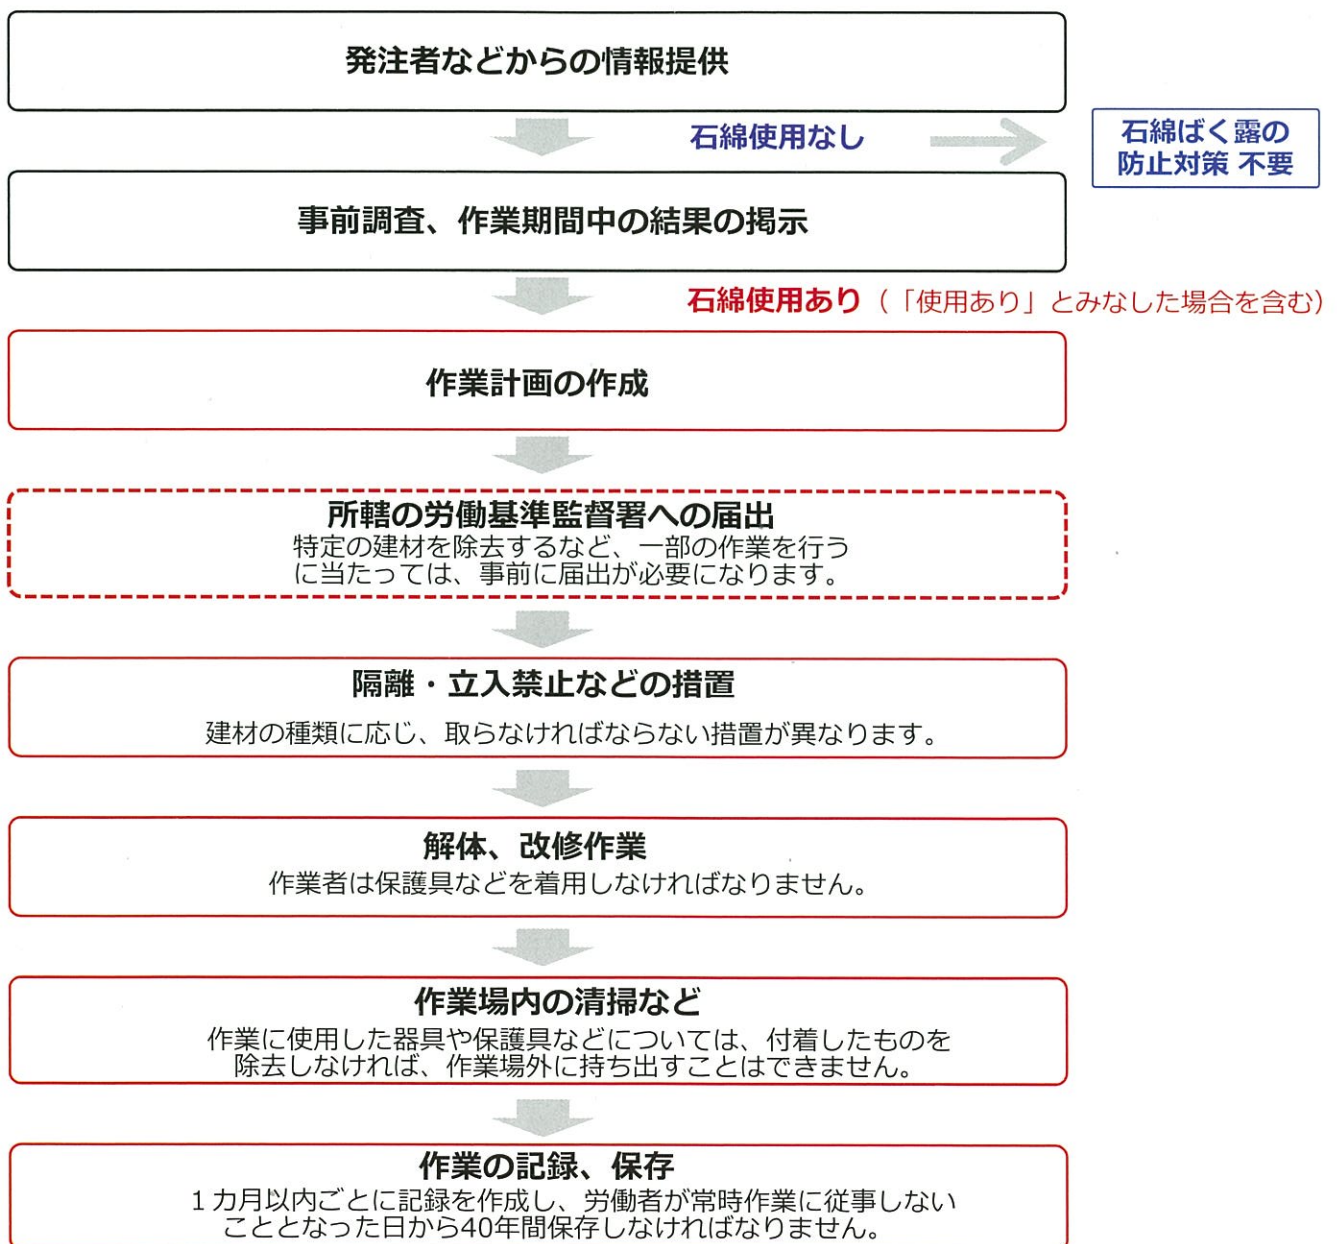 発注者などからの情報提供
石綿使用なし
石綿ばく露の
防止対策 不要
事前調査、作業期間中の結果の掲示
石綿使用あり（「使用あり」とみなした場合を含む）
作業計画の作成
所轄の労働基準監督署への届出
特定の建材を除去するなど、一部の作業を行う
に当たっては、事前に届出が必要になります。
隔離・立入禁止などの措置
建材の種類に応じ、取らなければならない措置が異なります。
解体、改修作業
作業者は保護具などを着用しなければなりません。
作業場内の清掃など
作業に使用した器具や保護具などについては、付着したものを
除去しなければ、作業場外に持ち出すことはできません。
作業の記録、保存
１カ月以内ごとに記録を作成し、労働者が常時作業に従事しない
こととなった日から40年間保存しなければなりません。